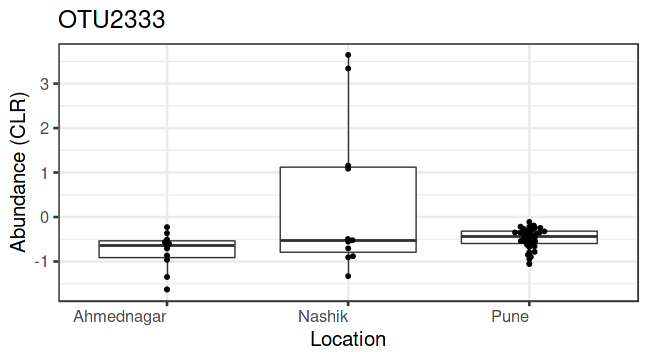 OTU2333
Abundance (CLR)
3
2
1
0
-1
Ahmednagar
Nashik
Pune
Location